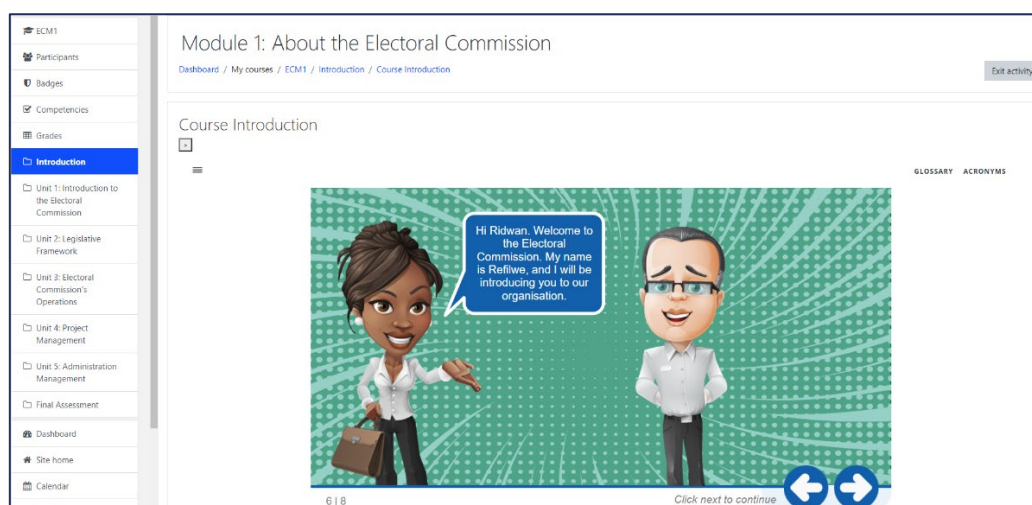 ECM1
Participants
Badges
Competencies
Grades
Introduction
Unit 1: Introduction to
the Electoral
Commission
Unit 2: Legislative
Framework
Unit 3: Electoral
Commission's
Operations
Unit 4: Project
Management
Unit 5: Administration
Management
Final Assessment
Dashboard
Site home
Calendar
Module 1: About the Electoral Commission
Dashboard / My courses / ECM1 / Introduction / Course Introduction
Exit activity
Course Introduction
GLOSSARY ACRONYMS
Hi Ridwan. Welcome to
the Electoral
Commission. My name
is Refilwe, and I will be
introducing you to our
organisation.
6 | 8
Click next to continue